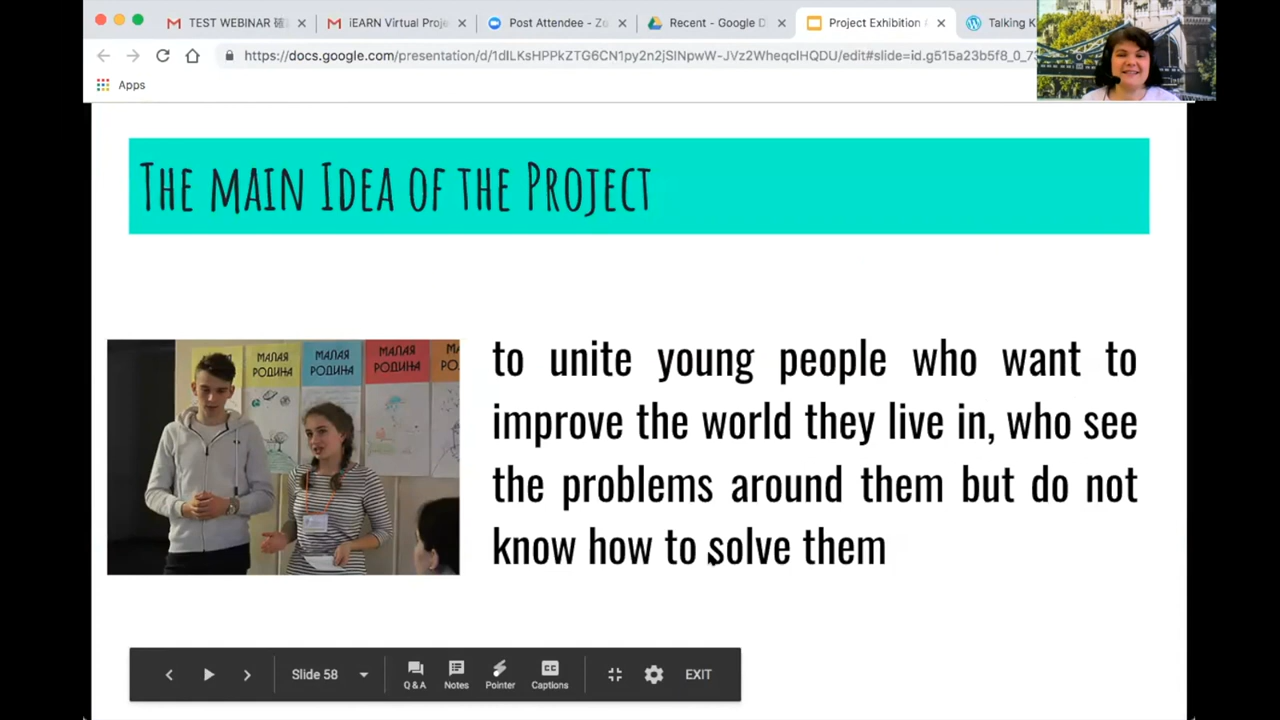 TEST WEBINAR
iEARN Virtual Proje
Post Attendee - Zo
Recent - Google D
Project Exhibition
Talking K
https://docs.google.com/presentation/d/1dlLKsHPPkZTG6CN1py2n2jSINpwW-JVz2WheqclHQDU/edit#slide=id.g515a23b5f8_0_7
Apps
THE MAIN IDEA OF THE PROJECT
МАЛАЯ МАЛАЯ МАЛАЯ МА
РОДИНА РОДИНА РОДИНА РО
to unite young people who want to
improve the world they live in, who see
the problems around them but do not
know how to solve them
Slide 58
Q & A Notes Pointer Captions
EXIT
CC